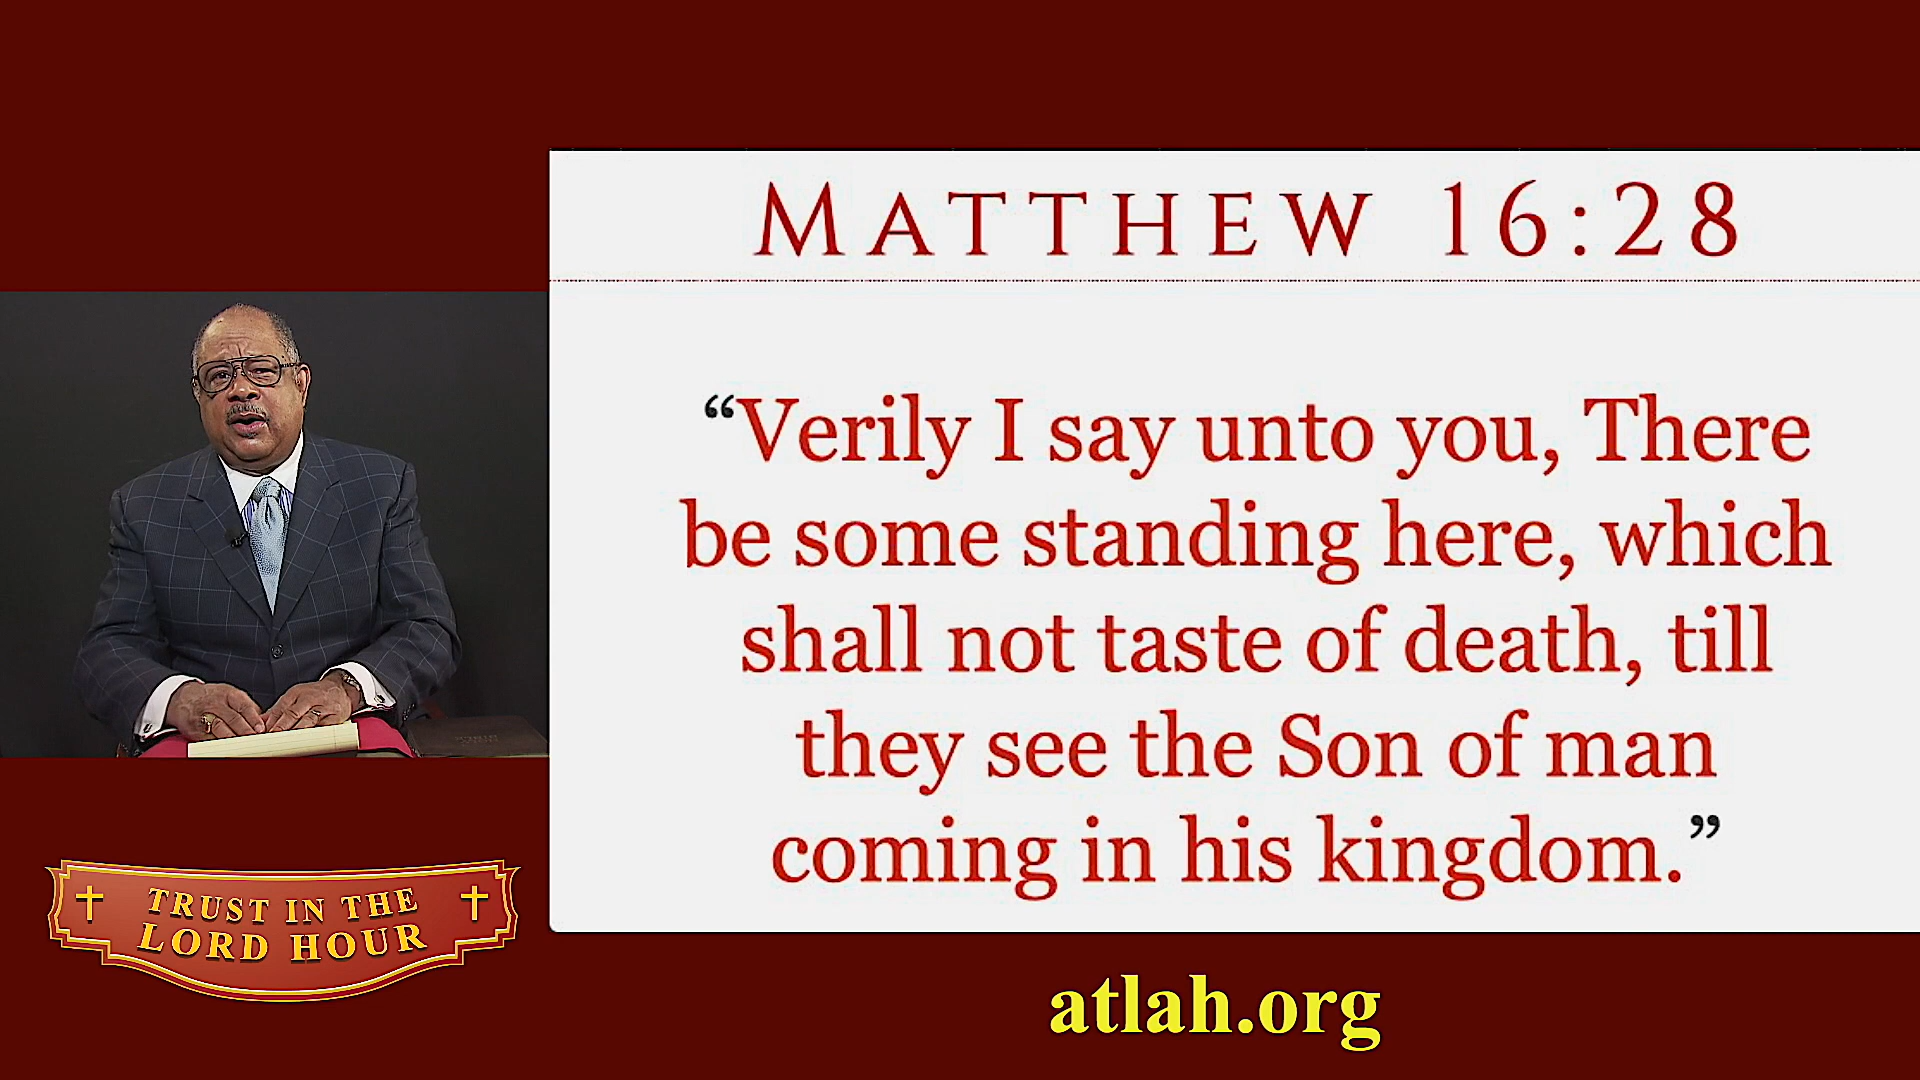 MATTHEW 16:28
“Verily I say unto you, There
be some standing here, which
shall not taste of death, till
they see the Son of man
coming in his kingdom.”
TRUST IN THE
LORD HOUR
atlah.org